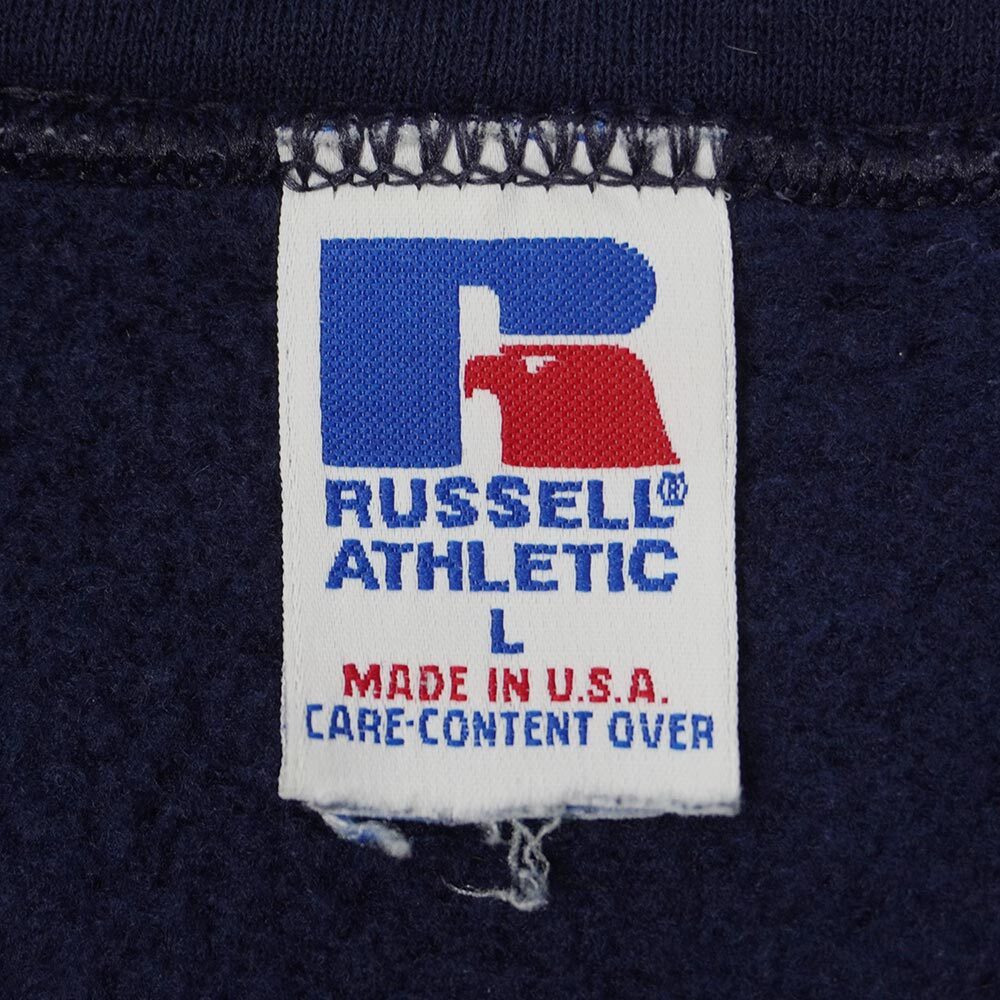 RUSSELL®
ATHLETIC
L
MADE IN U.S.A.
CARE-CONTENT OVER